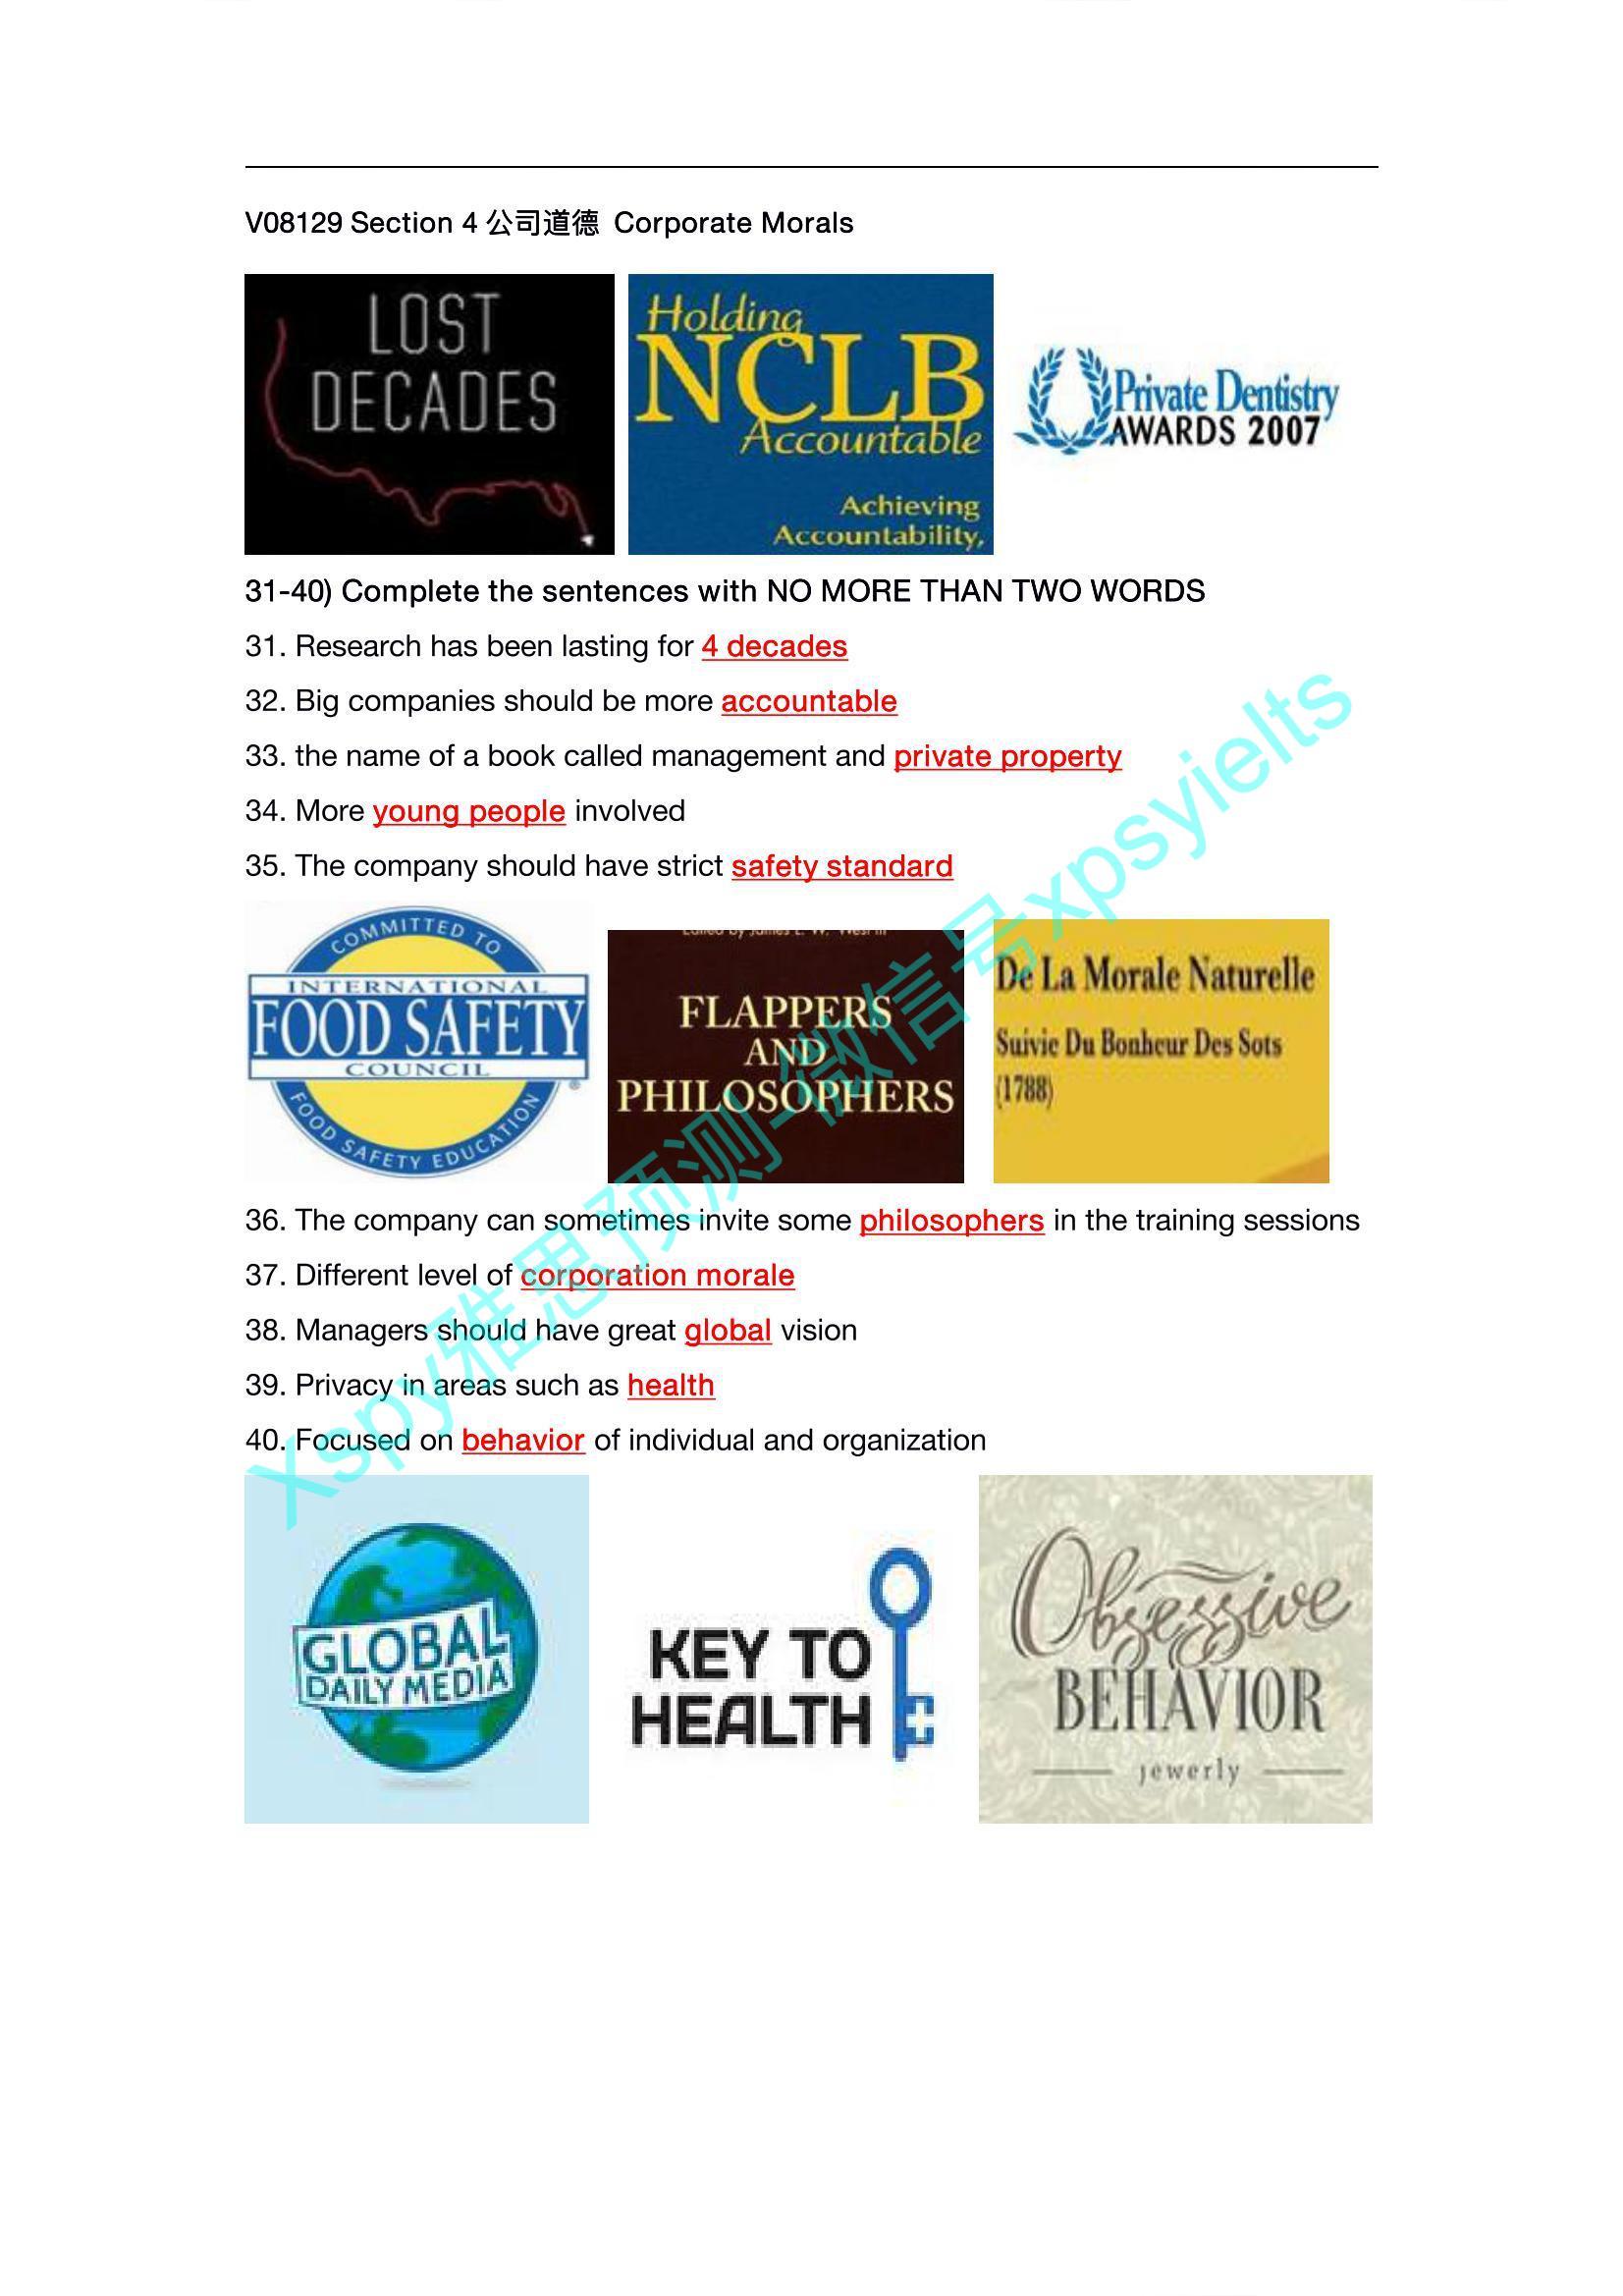 V08129 Section 4 公司道德 Corporate Morals
LOST
DECADES
Holding
NCLB
Accountable
Achieving
Accountability,
Private Dentistry
AWARDS 2007
31-40) Complete the sentences with NO MORE THAN TWO WORDS
31. Research has been lasting for 4 decades
32. Big companies should be more accountable
33. the name of a book called management and private property
34. More young people involved
35. The company should have strict safety standard
COMMITTED TO
INTERNATIONAL
FOOD SAFETY
COUNCIL
®
FOOD SAFETY EDUCATION
Edited by James L. W. West III
FLAPPERS
AND
PHILOSOPHERS
De La Morale Naturelle
Suivie Du Bonheur Des Sots
(1788)
36. The company can sometimes invite some philosophers in the training sessions
37. Different level of corporation morale
38. Managers should have great global vision
39. Privacy in areas such as health
40. Focused on behavior of individual and organization
Xspy雅思预测-微信号xpsyielts
GLOBAL
DAILY MEDIA
KEY TO
HEALTH
Obsessive
BEHAVIOR
jewerly